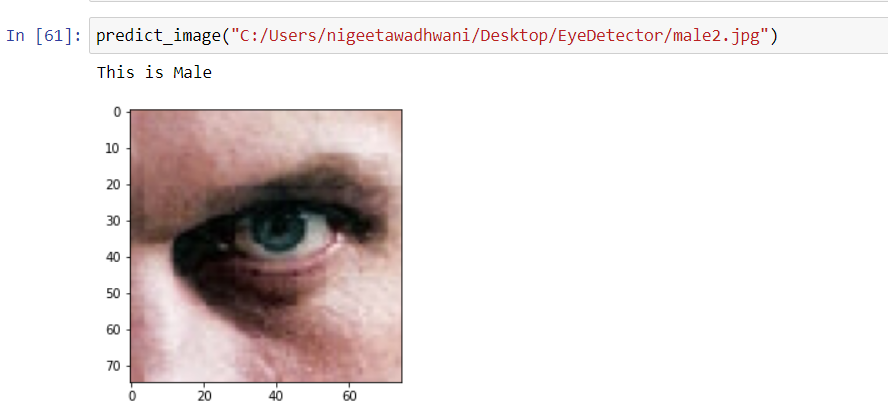 In [61]: predict_image("C:/Users/nigeetawadhwani/Desktop/EyeDetector/male2.jpg")
This is Male
0
10
20
30
40
50
60
70
0 20 40 60